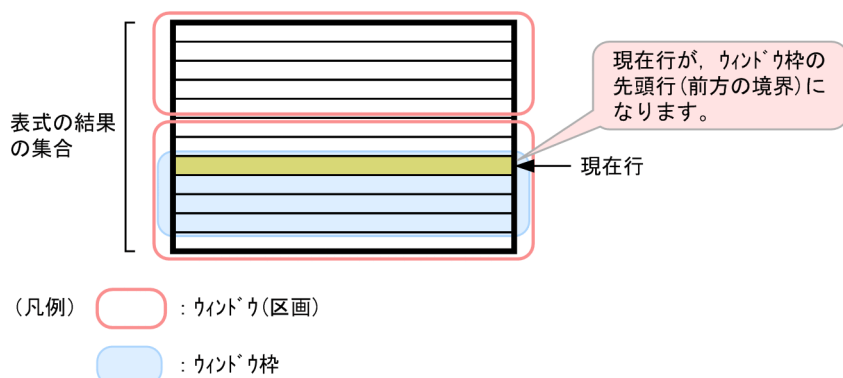 現在行が，ｳｨﾝﾄﾞｳ枠の
先頭行(前方の境界)に
なります。
表式の結果
の集合
現在行
(凡例)
：ｳｨﾝﾄﾞｳ(区画)
：ｳｨﾝﾄﾞｳ枠